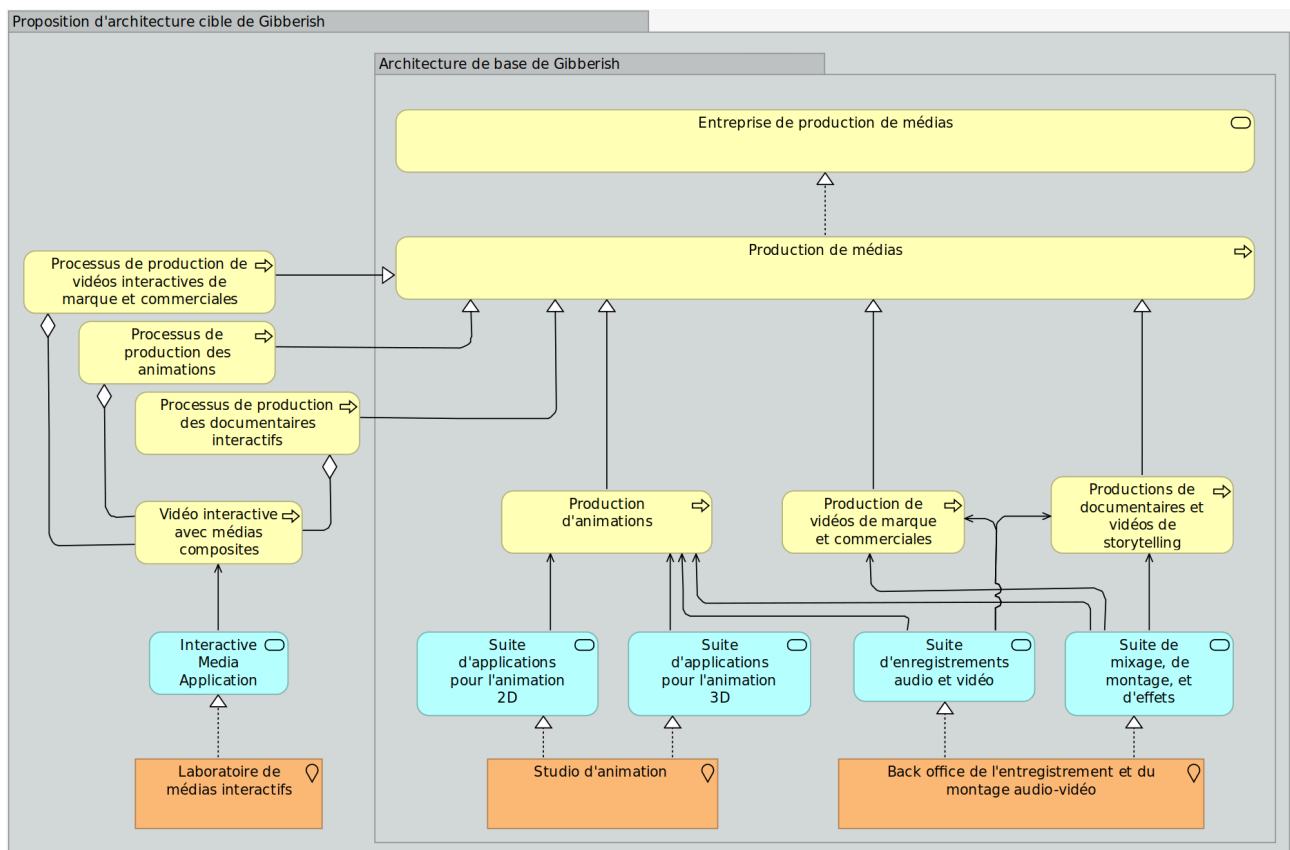 Proposition d'architecture cible de Gibberish
Architecture de base de Gibberish
Entreprise de production de médias
Production de médias
Processus de production de
vidéos interactives de
marque et commerciales
Processus de
production des
animations
Processus de production
des documentaires
interactifs
Vidéo interactive
avec médias
composites
Production
d'animations
Production de
vidéos de marque
et commerciales
Productions de
documentaires et
vidéos de
storytelling
Interactive
Media
Application
Suite
d'applications
pour l'animation
2D
Suite
d'applications
pour l'animation
3D
Suite
d'enregistrements
audio et vidéo
Suite de
mixage, de
montage, et
d'effets
Laboratoire de
médias interactifs
Studio d'animation
Back office de l'entregistrement et du
montage audio-vidéo